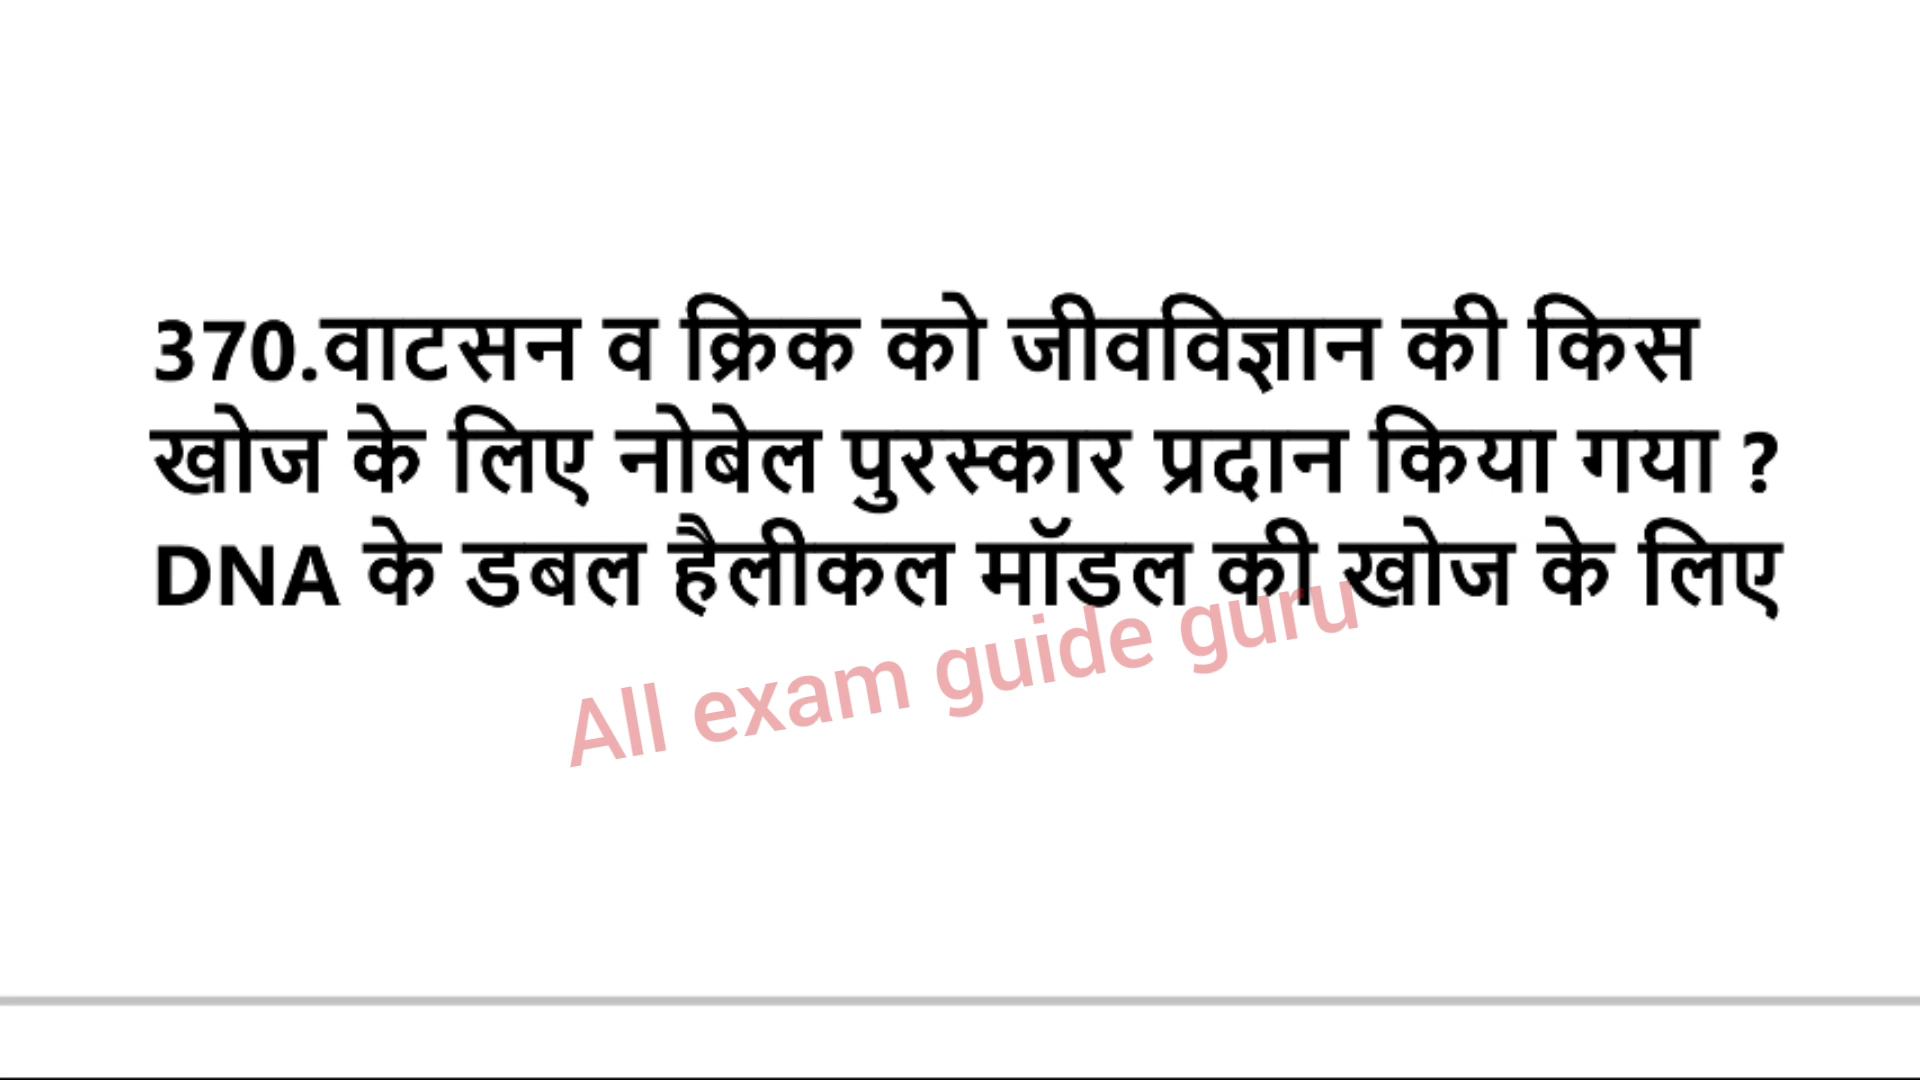 370.वाटसन व क्रिक को जीवविज्ञान की किस
खोज के लिए नोबेल पुरस्कार प्रदान किया गया ?
DNA के डबल हैलीकल मॉडल की खोज के लिए
All exam guide guru